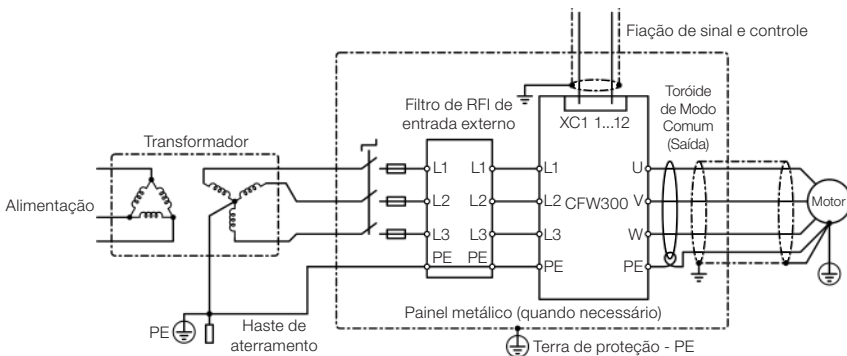 Fiação de sinal e controle
Filtro de RFI de
entrada externo
Toróide
de Modo
Comum
(Saída)
XC1 1...12
Transformador
Alimentação
L1 L1 L1 U
L2 L2 L2 CFW300 V
L3 L3 L3 W
PE PE PE PE
Motor
Painel metálico (quando necessário)
PE
Haste de
aterramento
Terra de proteção - PE